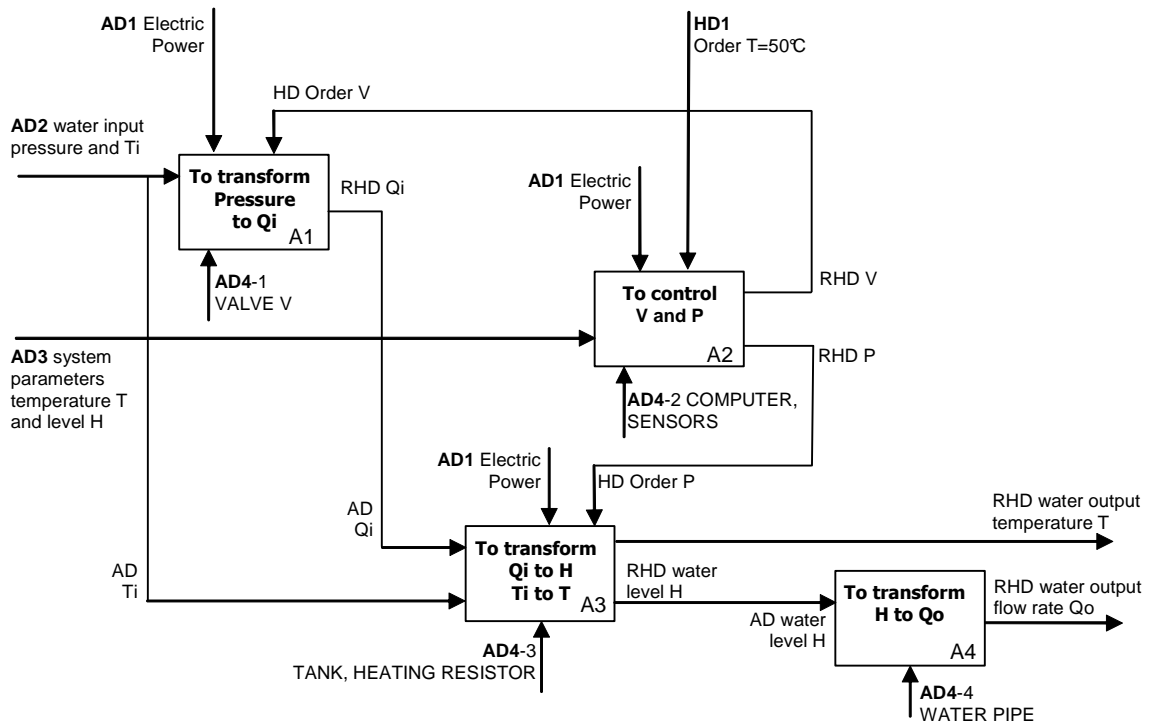 AD1 Electric
Power
HD1
Order T=50℃
HD Order V
AD2 water input
pressure and Ti
To transform
Pressure
to Qi
A1
RHD Qi
AD1 Electric
Power
AD4-1
VALVE V
To control
V and P
A2
RHD V
RHD P
AD3 system
parameters
temperature T
and level H
AD4-2 COMPUTER,
SENSORS
AD1 Electric
Power
HD Order P
AD
Qi
AD
Ti
To transform
Qi to H
Ti to T
A3
RHD water output
temperature T
RHD water
level H
AD water
level H
To transform
H to Qo
A4
RHD water output
flow rate Qo
AD4-3
TANK, HEATING RESISTOR
AD4-4
WATER PIPE